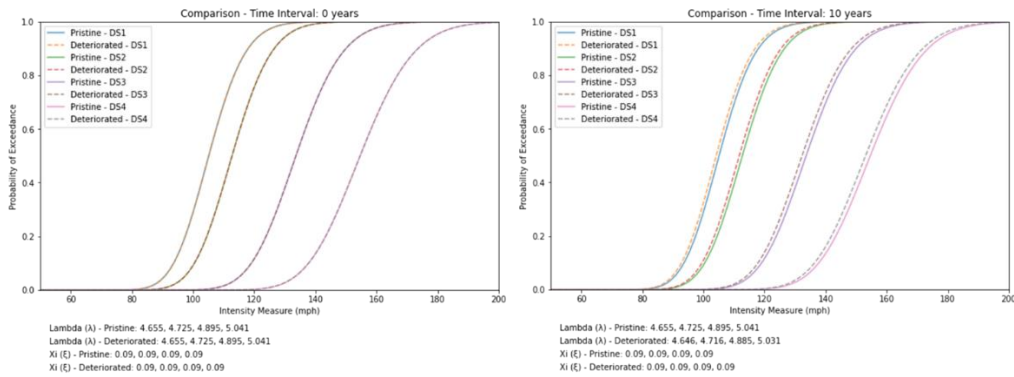 Comparison - Time Interval: 0 years
1.0
0.8
0.6
0.4
0.2
0.0
Probability of Exceedance
Pristine - DS1
Deteriorated - DS1
Pristine - DS2
Deteriorated - DS2
Pristine - DS3
Deteriorated - DS3
Pristine - DS4
Deteriorated - DS4
60 80 100 120 140 160 180 200
Intensity Measure (mph)
Lambda (λ) - Pristine: 4.655, 4.725, 4.895, 5.041
Lambda (λ) - Deteriorated: 4.655, 4.725, 4.895, 5.041
Xi (ξ) - Pristine: 0.09, 0.09, 0.09, 0.09
Xi (ξ) - Deteriorated: 0.09, 0.09, 0.09, 0.09
Comparison - Time Interval: 10 years
1.0
0.8
0.6
0.4
0.2
0.0
Probability of Exceedance
Pristine - DS1
Deteriorated - DS1
Pristine - DS2
Deteriorated - DS2
Pristine - DS3
Deteriorated - DS3
Pristine - DS4
Deteriorated - DS4
60 80 100 120 140 160 180 200
Intensity Measure (mph)
Lambda (λ) - Pristine: 4.655, 4.725, 4.895, 5.041
Lambda (λ) - Deteriorated: 4.646, 4.716, 4.885, 5.031
Xi (ξ) - Pristine: 0.09, 0.09, 0.09, 0.09
Xi (ξ) - Deteriorated: 0.09, 0.09, 0.09, 0.09